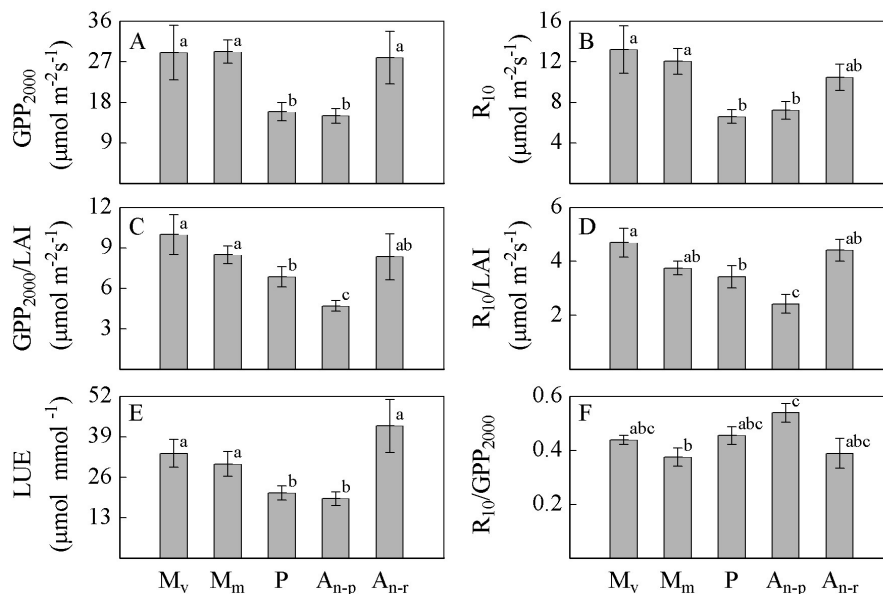 A
GPP2000
(μmol m-2s-1)
36
27
18
9
a
a
b
b
a
B
R10
(μmol m-2s-1)
16
12
8
4
a
a
b
b
ab
C
GPP2000/LAI
(μmol m-2s-1)
12
9
6
3
a
a
b
c
ab
D
R10/LAI
(μmol m-2s-1)
6
4
2
a
ab
b
c
ab
E
LUE
(μmol mmol -1)
52
39
26
13
a
a
b
b
a
F
R10/GPP2000
0.6
0.4
0.2
abc
b
abc
c
abc
Mv Mm P An-p An-r
Mv Mm P An-p An-r